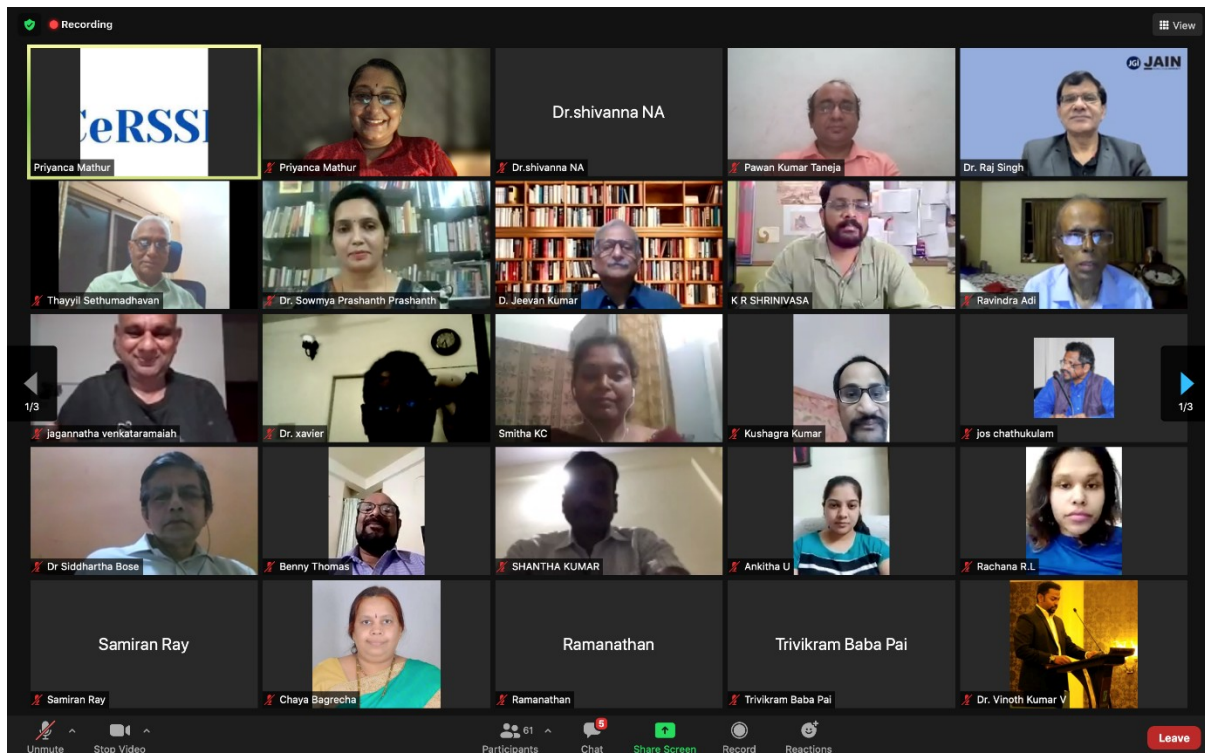 Recording
View
CeRSSE
Priyanca Mathur
Priyanca Mathur
Dr.shivanna NA
Dr.shivanna NA
Pawan Kumar Taneja
JGI JAIN
Dr. Raj Singh
Thayyil Sethumadhavan
Dr. Sowmya Prashanth Prashanth
D. Jeevan Kumar
K R SHRINIVASA
Ravindra Adi
1/3
jagannatha venkataramaiah
Dr. xavier
Smitha KC
Kushagra Kumar
jos chathukulam
1/3
Dr Siddhartha Bose
Benny Thomas
SHANTHA KUMAR
Ankitha U
Rachana R.L
Samiran Ray
Samiran Ray
Chaya Bagrecha
Ramanathan
Ramanathan
Trivikram Baba Pai
Trivikram Baba Pai
Dr. Vinoth Kumar V
Unmute
Stop Video
61
Participants
5
Chat
Share Screen
Record
Reactions
Leave